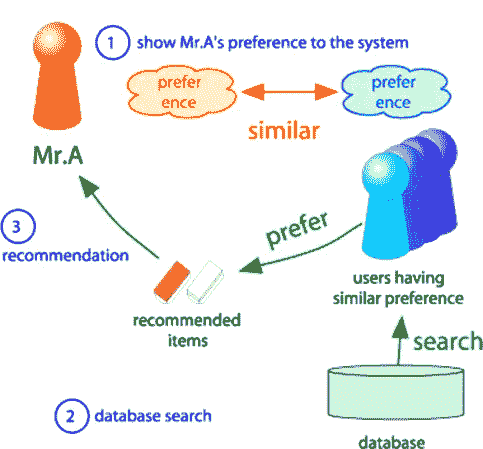 1 show Mr.A's preference to the system
prefer
ence
prefer
ence
similar
Mr.A
3
recommendation
prefer
users having
similar preference
recommended
items
search
2 database search
database